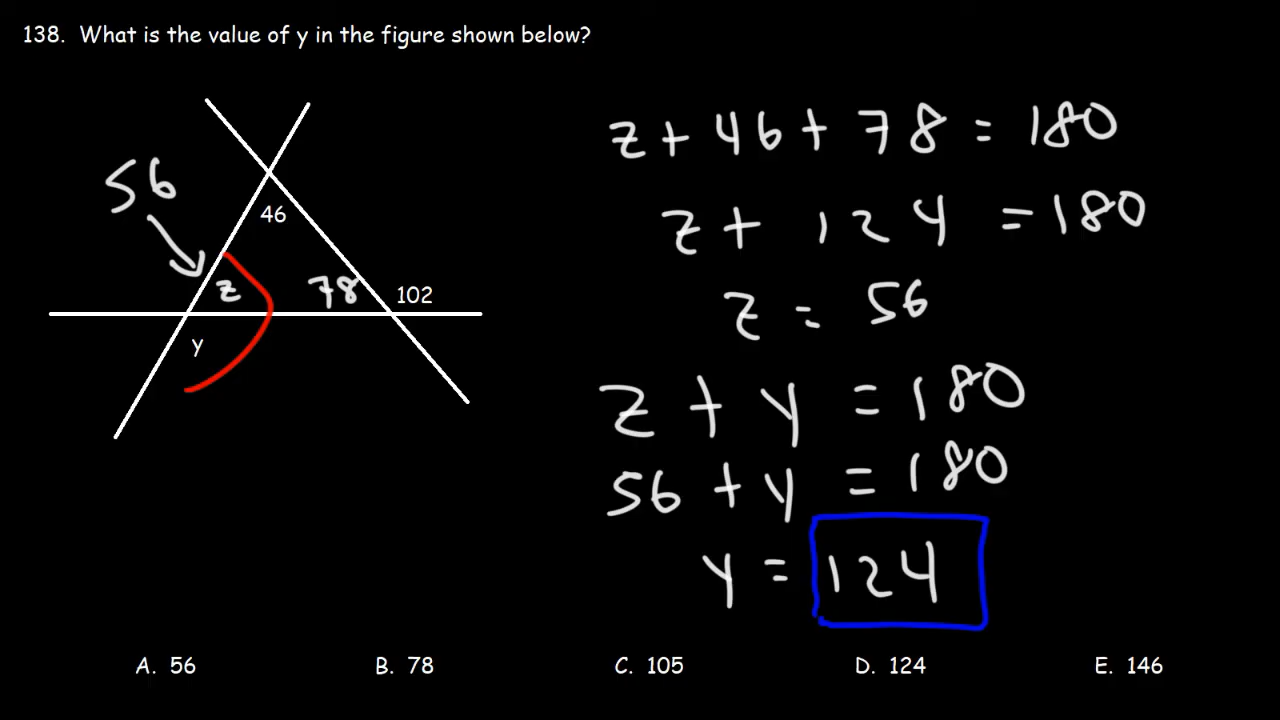 138. What is the value of y in the figure shown below?
56
46
z
78
102
y
z + 46 + 78 = 180
z + 124 = 180
z = 56
z + y = 180
56 + y = 180
y = 124
A. 56 B. 78 C. 105 D. 124 E. 146